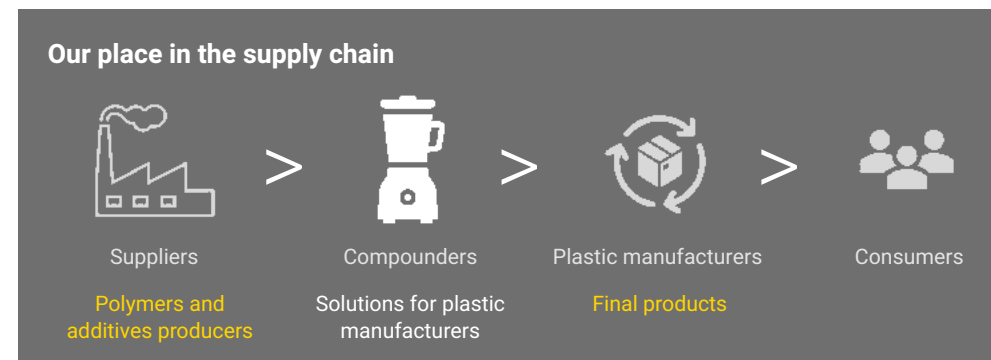 Our place in the supply chain
> > >
Suppliers
Compounders
Plastic manufacturers
Consumers
Polymers and
additives producers
Solutions for plastic
manufacturers
Final products